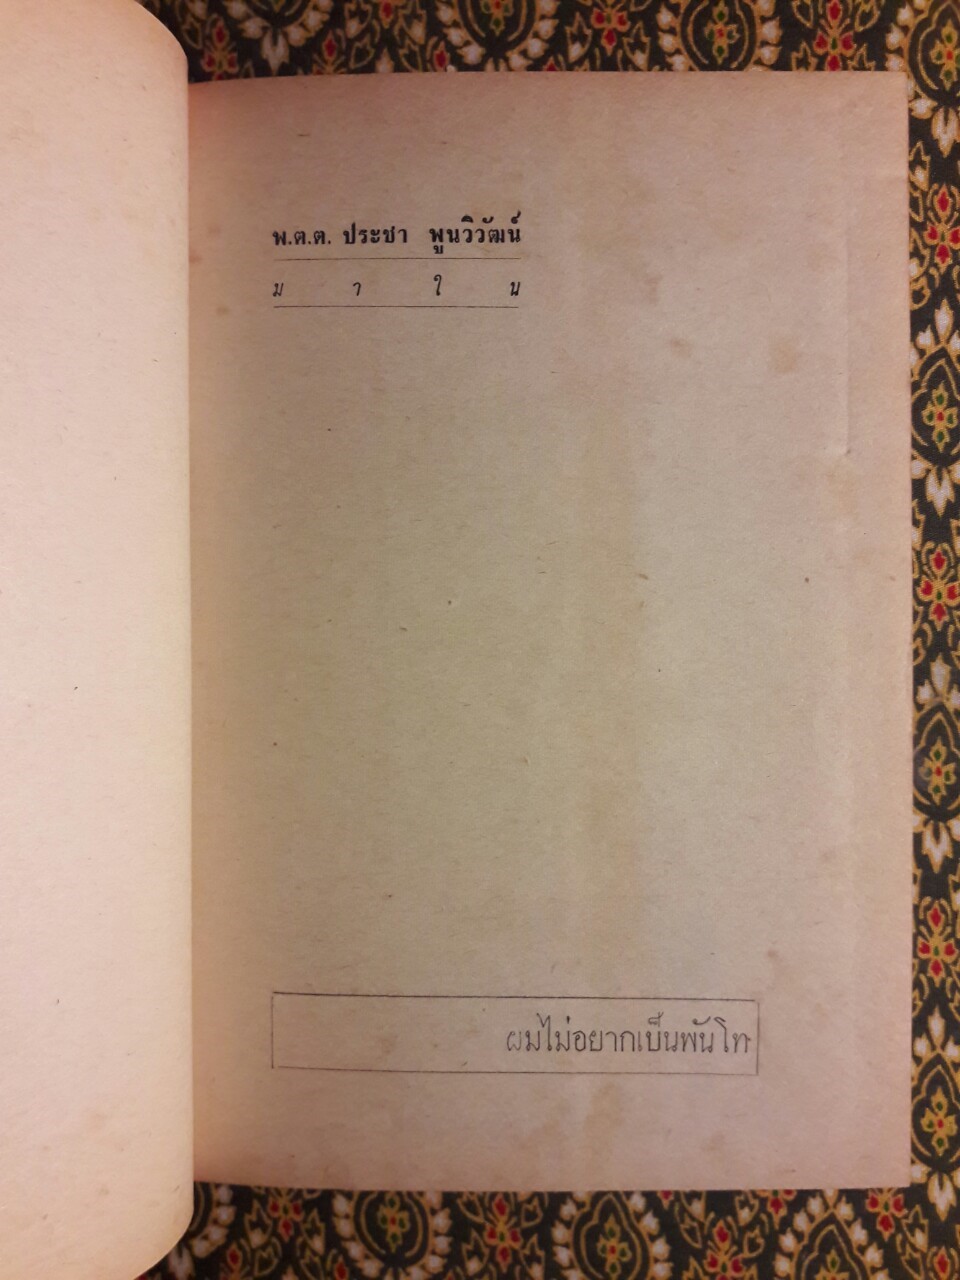 พ.ต.ต. ประชา พูนวิวัฒน์
ม า ใ น
ผมไม่อยากเป็นพันโท